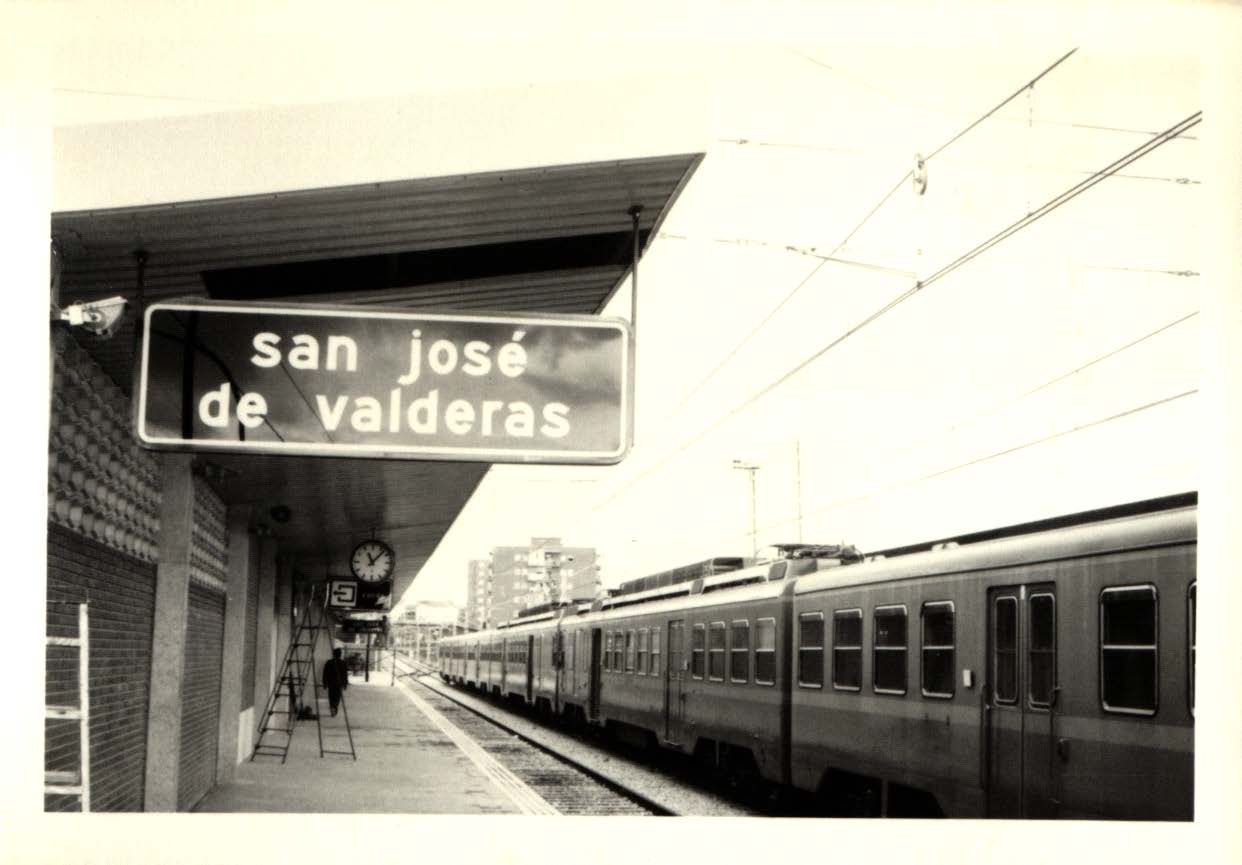 san josé
de valderas